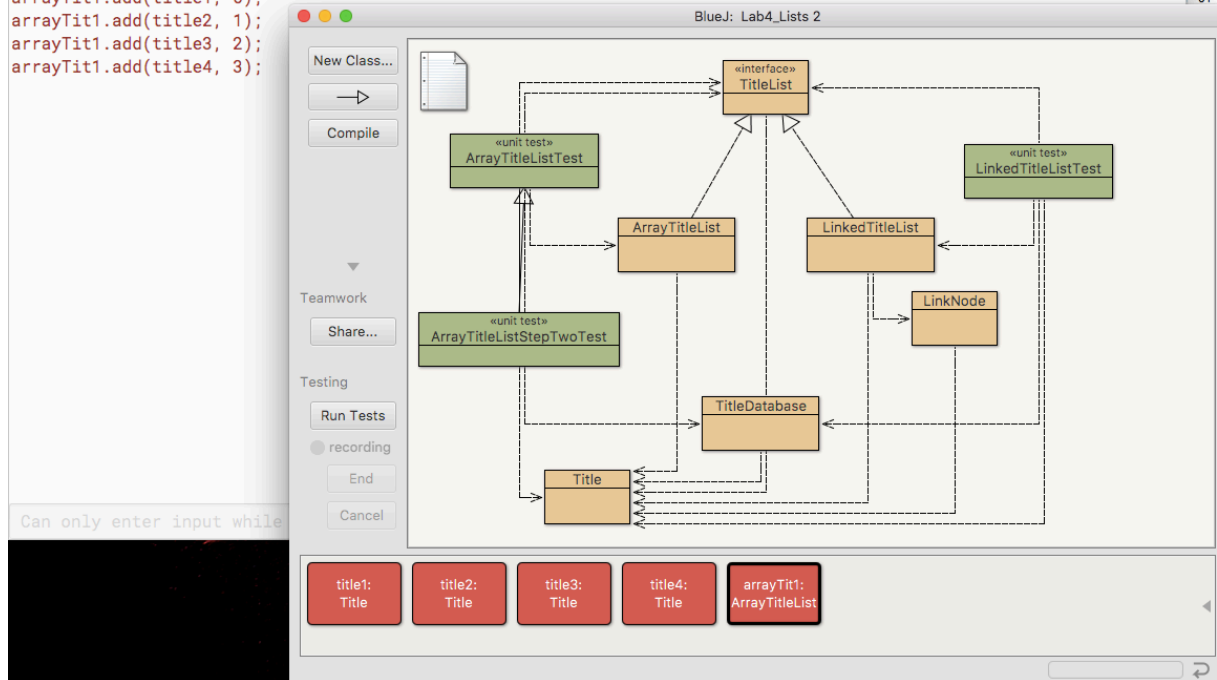 arrayTit1.add(title2, 1);
arrayTit1.add(title3, 2);
arrayTit1.add(title4, 3);
Can only enter input while
BlueJ: Lab4_Lists 2
New Class...
Compile
Teamwork
Share...
Testing
Run Tests
recording
End
Cancel
«interface»
TitleList
«unit test»
ArrayTitleListTest
«unit test»
LinkedTitleListTest
ArrayTitleList
LinkedTitleList
LinkNode
«unit test»
ArrayTitleListStepTwoTest
TitleDatabase
Title
title1:
Title
title2:
Title
title3:
Title
title4:
Title
arrayTit1:
ArrayTitleList